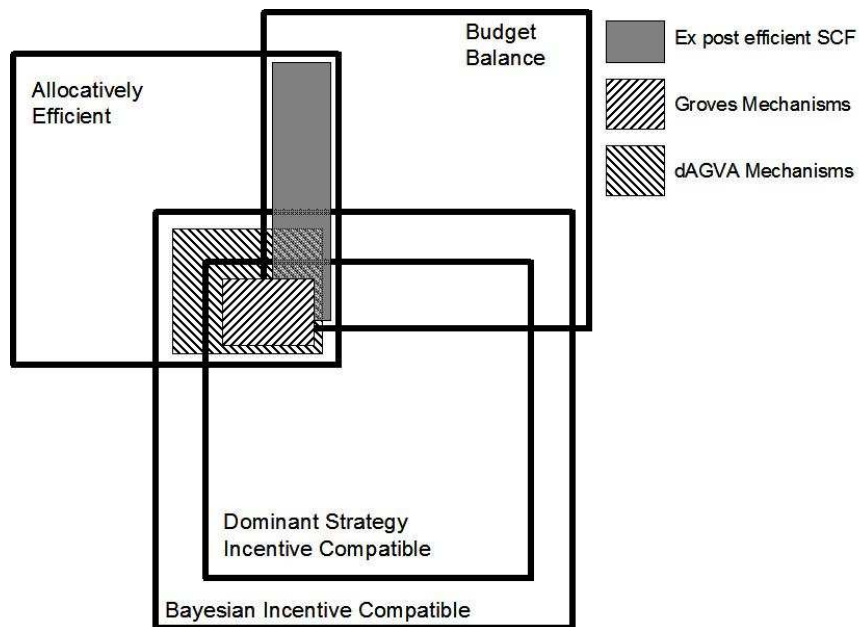 Budget
Balance
Allocatively
Efficient
Ex post efficient SCF
Groves Mechanisms
dAGVA Mechanisms
Dominant Strategy
Incentive Compatible
Bayesian Incentive Compatible